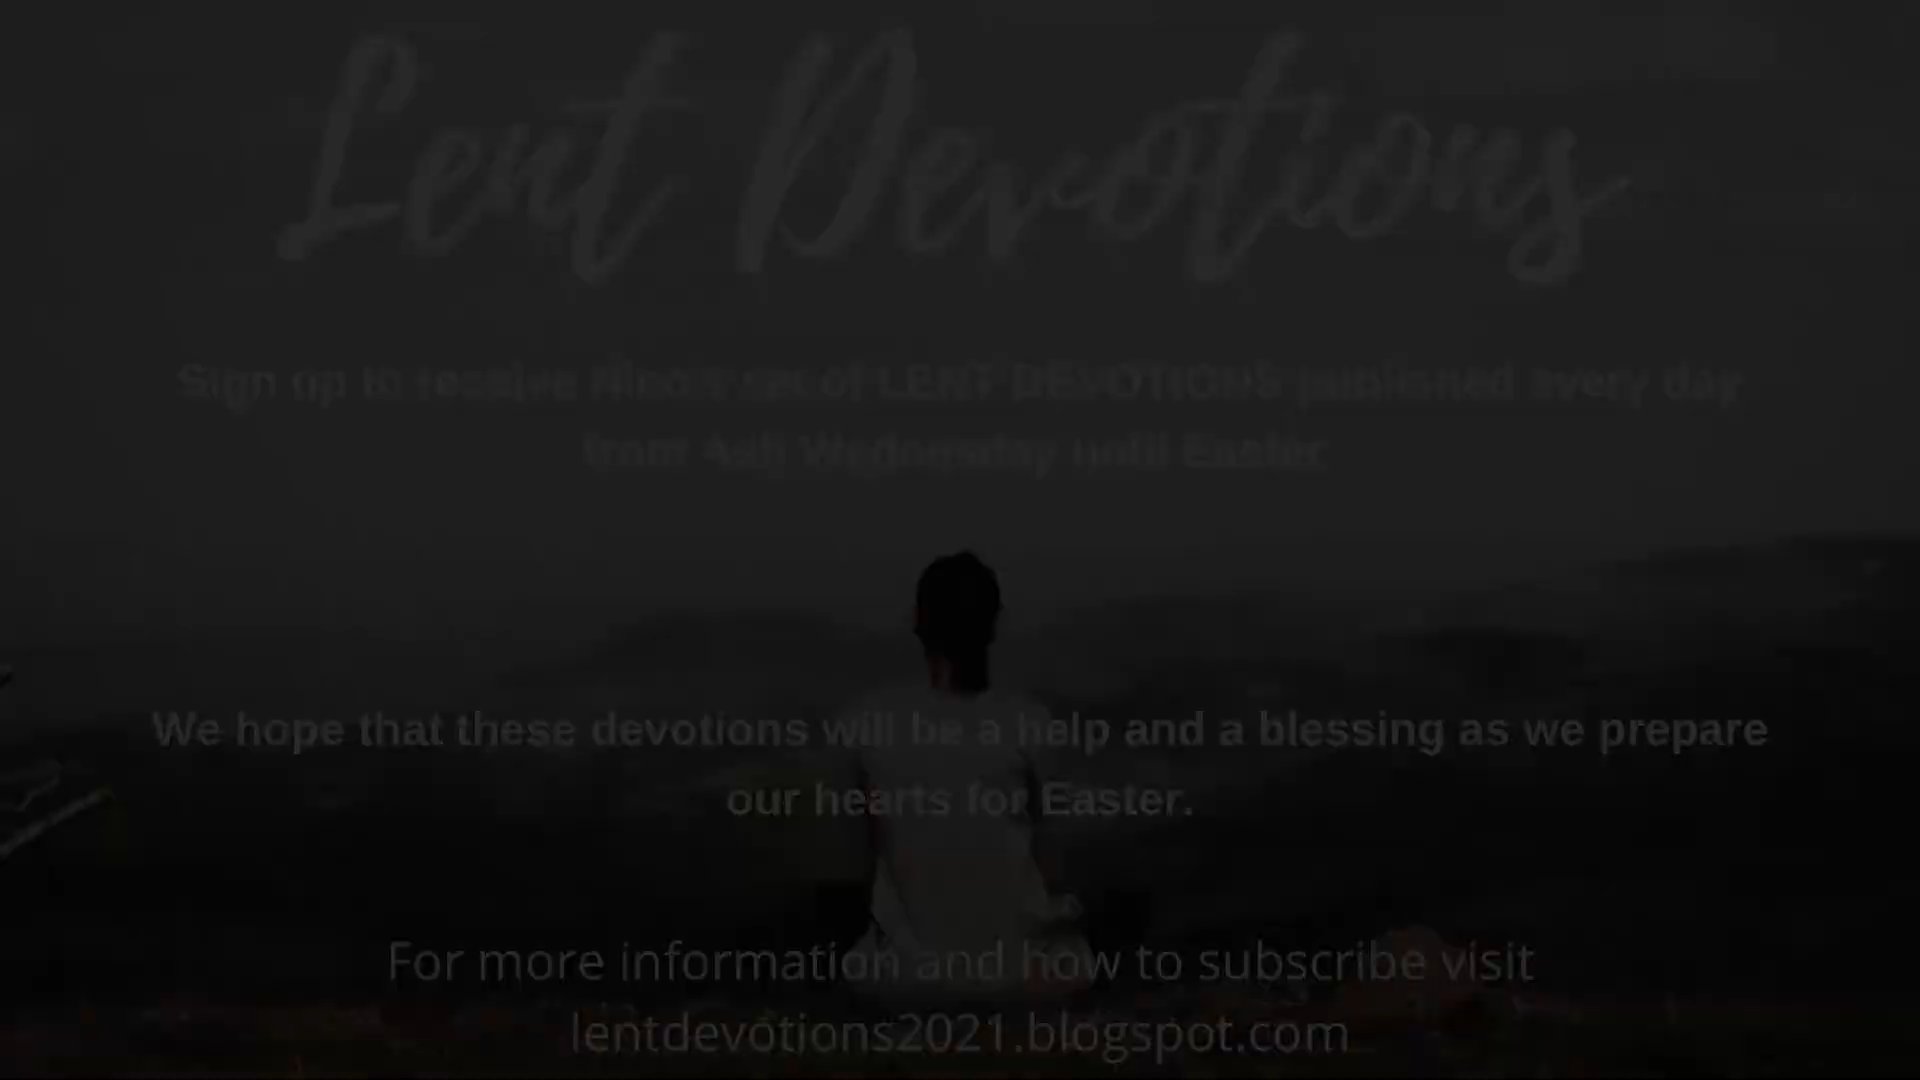 Lent Devotions
Sign up to receive set of LENT DEVOTIONS published every day
from Ash Wednesday until Easter.
We hope that these devotions will be a help and a blessing as we prepare
our hearts for Easter.
For more information and how to subscribe visit
lentdevotions2021.blogspot.com